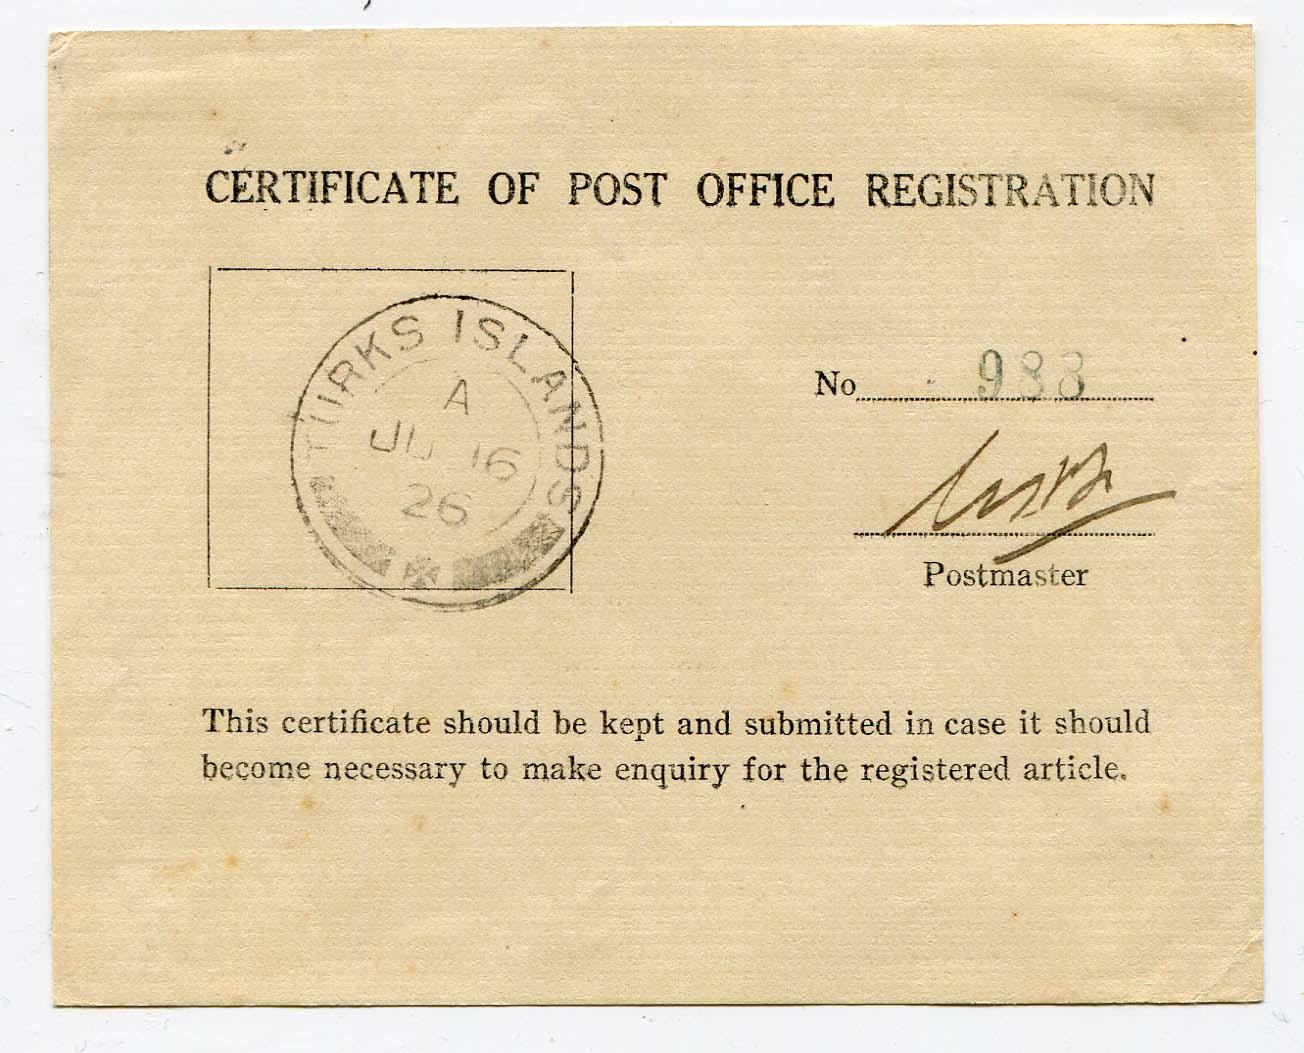 CERTIFICATE OF POST OFFICE REGISTRATION
TURKS ISLANDS
A
JU 16
26
No 988
Postmaster
This certificate should be kept and submitted in case it should
become necessary to make enquiry for the registered article.